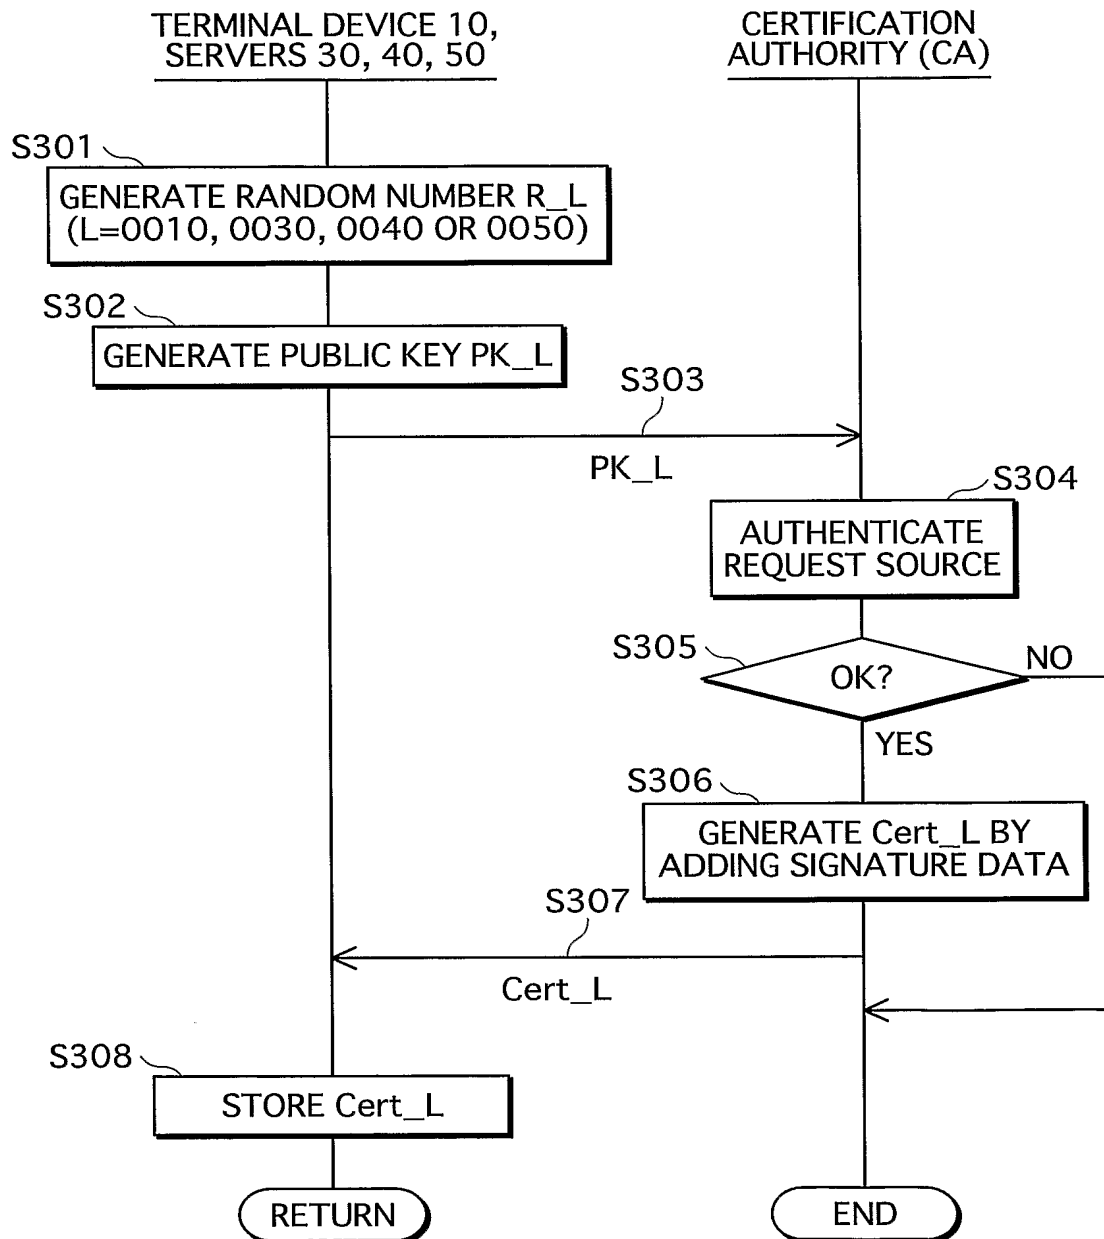 TERMINAL DEVICE 10,
SERVERS 30, 40, 50
CERTIFICATION
AUTHORITY (CA)
S301
GENERATE RANDOM NUMBER R_L
(L=0010, 0030, 0040 OR 0050)
S302
GENERATE PUBLIC KEY PK_L
S303
PK_L
S304
AUTHENTICATE
REQUEST SOURCE
S305
OK?
NO
YES
S306
GENERATE Cert_L BY
ADDING SIGNATURE DATA
S307
Cert_L
S308
STORE Cert_L
RETURN
END